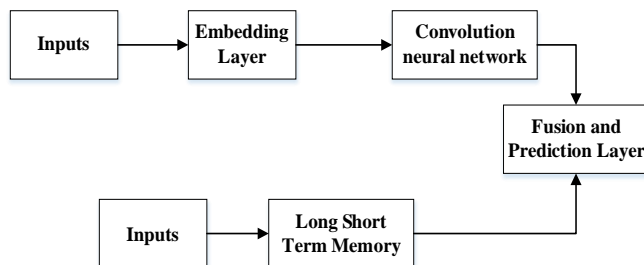 Inputs
Embedding
Layer
Convolution
neural network
Fusion and
Prediction Layer
Inputs
Long Short
Term Memory